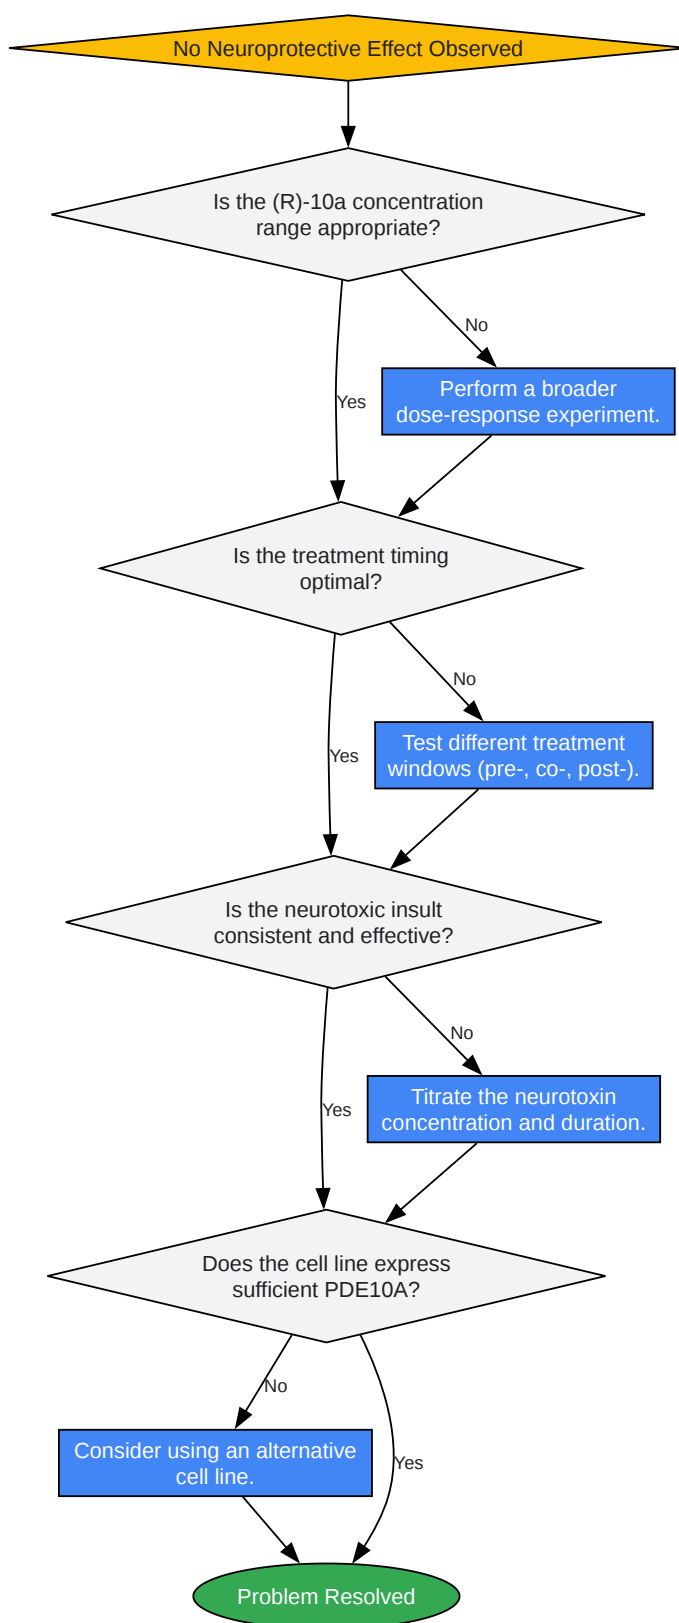 No Neuroprotective Effect Observed
Is the (R)-10a concentration
range appropriate?
No
Yes
Perform a broader
dose-response experiment.
Is the treatment timing
optimal?
No
Yes
Test different treatment
windows (pre-, co-, post-).
Is the neurotoxic insult
consistent and effective?
No
Yes
Titrate the neurotoxin
concentration and duration.
Does the cell line express
sufficient PDE10A?
No
Consider using an alternative
cell line.
Yes
Problem Resolved